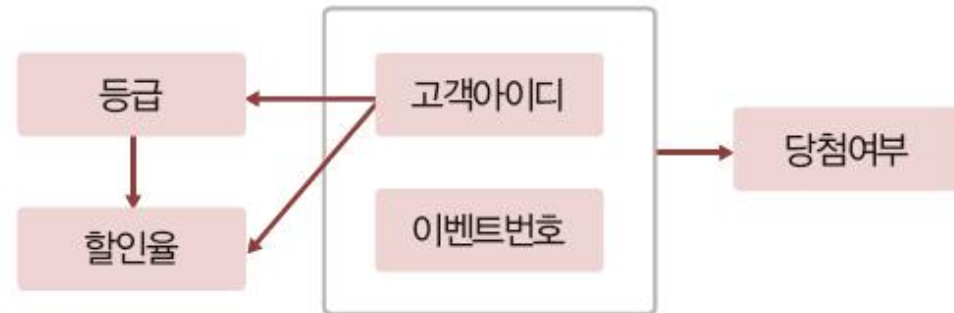 등급
고객아이디
당첨여부
할인율
이벤트번호